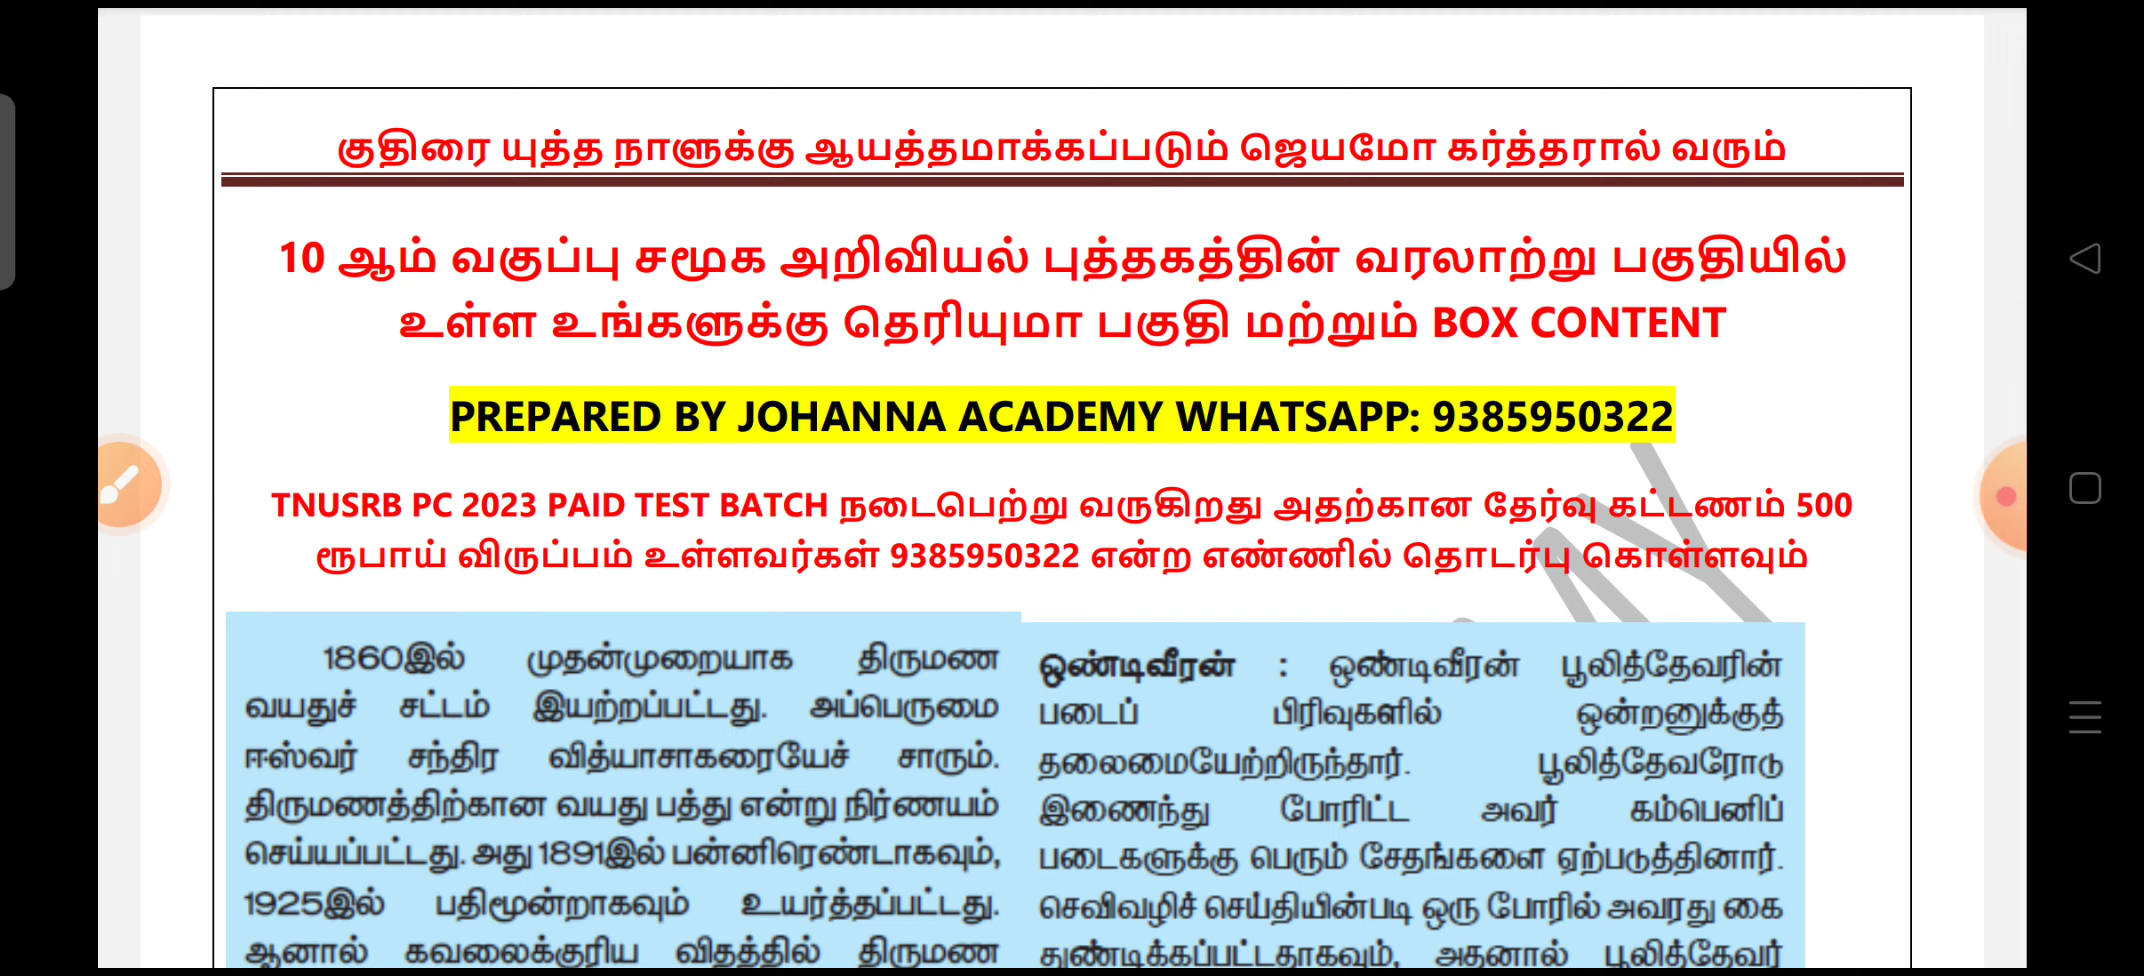 குதிரை யுத்த நாளுக்கு ஆயத்தமாக்கப்படும் ஜெயமோ கர்த்தரால் வரும்
10 ஆம் வகுப்பு சமூக அறிவியல் புத்தகத்தின் வரலாற்று பகுதியில்
உள்ள உங்களுக்கு தெரியுமா பகுதி மற்றும் BOX CONTENT
PREPARED BY JOHANNA ACADEMY WHATSAPP: 9385950322
TNUSRB PC 2023 PAID TEST BATCH நடைபெற்று வருகிறது அதற்கான தேர்வு கட்டணம் 500
ரூபாய் விருப்பம் உள்ளவர்கள் 9385950322 என்ற எண்ணில் தொடர்பு கொள்ளவும்
1860இல் முதன்முறையாக திருமண
வயதுச் சட்டம் இயற்றப்பட்டது. அப்பெருமை
ஈஸ்வர் சந்திர வித்யாசாகரையேச் சாரும்.
திருமணத்திற்கான வயது பத்து என்று நிர்ணயம்
செய்யப்பட்டது. அது 1891இல் பன்னிரெண்டாகவும்,
1925இல் பதிமூன்றாகவும் உயர்த்தப்பட்டது.
ஆனால் கவலைக்குரிய விதத்தில் திருமண
ஒண்டிவீரன் : ஒண்டிவீரன் பூலித்தேவரின்
படைப் பிரிவுகளில் ஒன்றனுக்குத்
தலைமையேற்றிருந்தார். பூலித்தேவரோடு
இணைந்து போரிட்ட அவர் கம்பெனிப்
படைகளுக்கு பெரும் சேதங்களை ஏற்படுத்தினார்.
செவிவழிச் செய்தியின்படி ஒரு போரில் அவரது கை
துண்டிக்கப்பட்டதாகவும், அதனால் பூலித்தேவர்